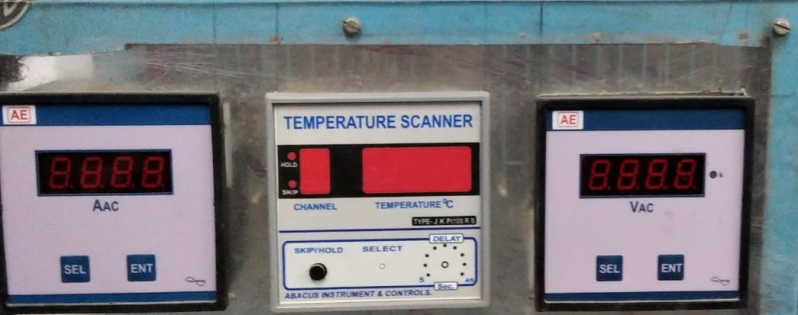 AE
8.8.8.8
AAC
SEL ENT
TEMPERATURE SCANNER
HOLD
SKIP
CHANNEL TEMPERATURE °C
TYPE- J K Pt100 R S
SKIP/HOLD SELECT DELAY
S 45
Sec.
ABACUS INSTRUMENT & CONTROLS.
AE
8.8.8.8
k
VAC
SEL ENT